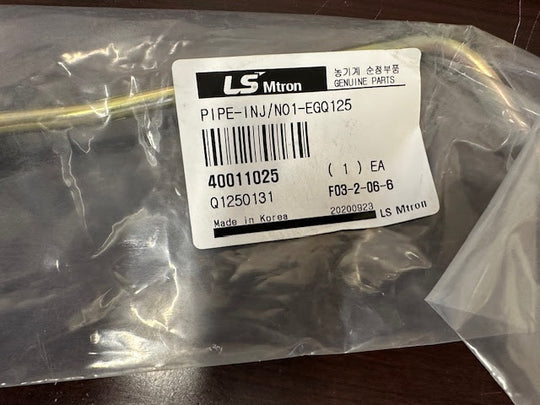 LS Mtron
농기계 순정부품
GENUINE PARTS
PIPE-INJ/NO1-EGQ125
40011025
( 1 ) EA
Q1250131
F03-2-06-6
Made in Korea
20200923
LS Mtron